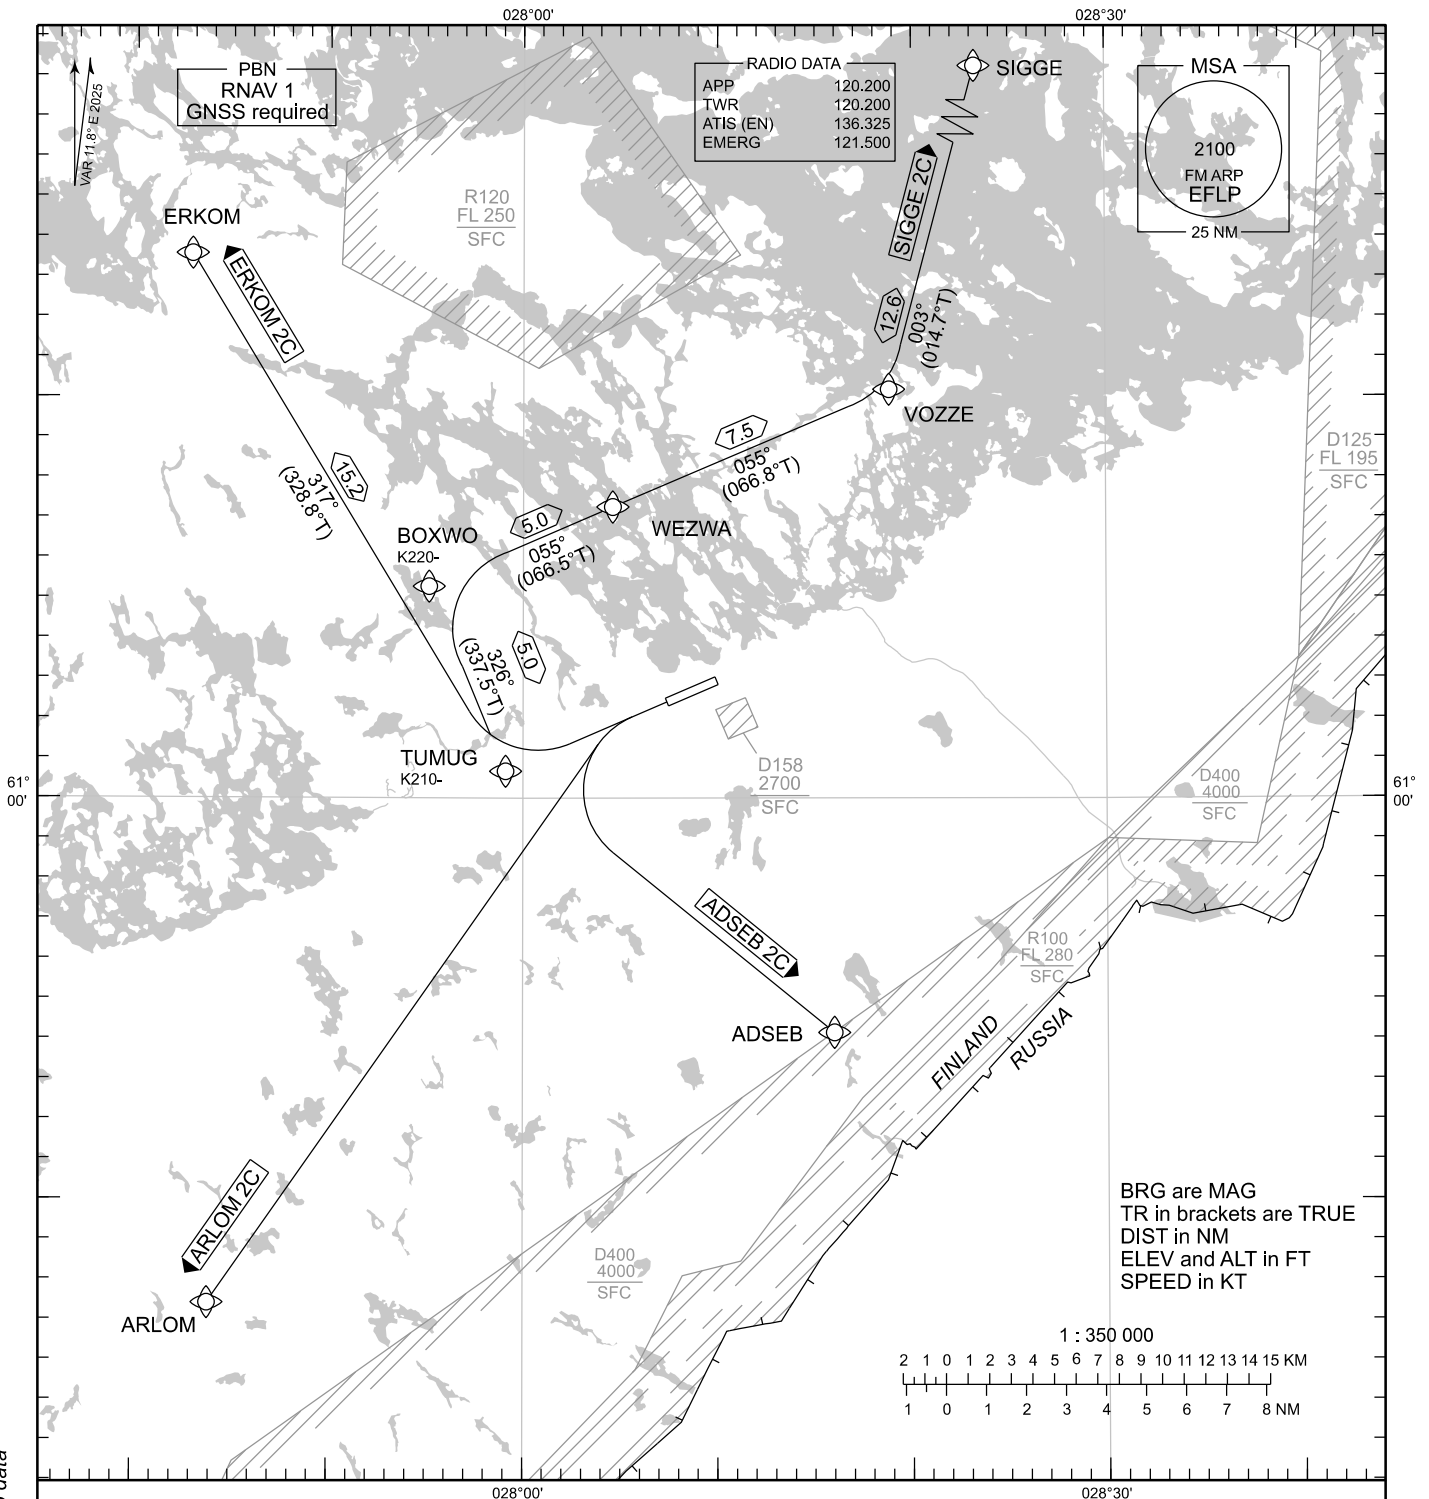 028°00'
028°30'
PBN
RNAV 1
GNSS required
VAR 11.8° E 2025
RADIO DATA
APP 120.200
TWR 120.200
ATIS (EN) 136.325
EMERG 121.500
SIGGE
MSA
2100
FM ARP
EFLP
25 NM
R120
FL 250
SFC
SIGGE 2C
ERKOM
ERKOM 2C
12.6
003°
(014.7°T)
VOZZE
D125
FL 195
SFC
7.5
055°
(066.8°T)
15.2
317°
(328.8°T)
WEZWA
5.0
055°
(066.5°T)
BOXWO
K220-
5.0
326°
(337.5°T)
TUMUG
K210-
D158
2700
SFC
D400
4000
SFC
61°
00'
61°
00'
ADSEB 2C
R100
FL 280
SFC
ADSEB
FINLAND
RUSSIA
ARLOM 2C
ARLOM
D400
4000
SFC
BRG are MAG
TR in brackets are TRUE
DIST in NM
ELEV and ALT in FT
SPEED in KT
1 : 350 000
2 1 0 1 2 3 4 5 6 7 8 9 10 11 12 13 14 15 KM
1 0 1 2 3 4 5 6 7 8 NM
data
028°00'
028°30'